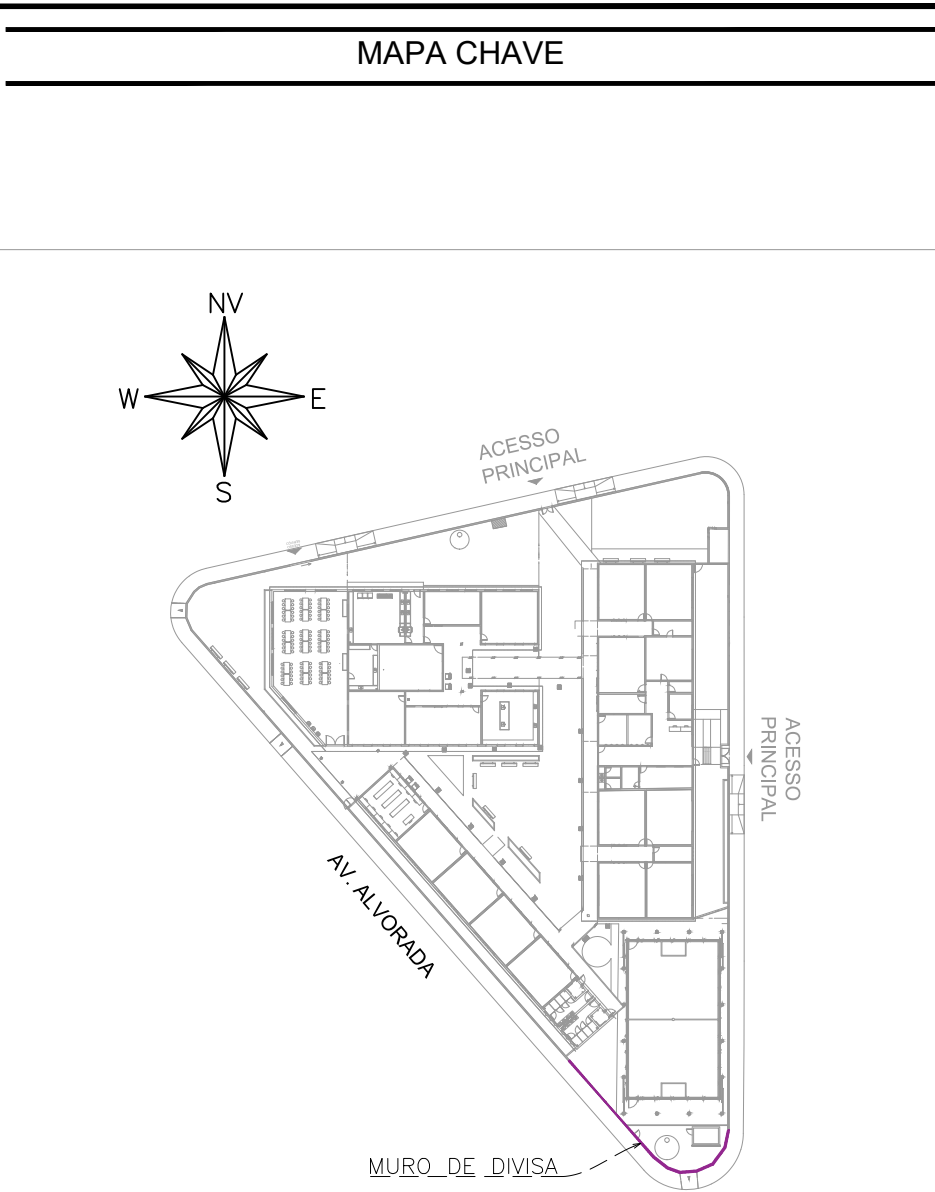 MAPA CHAVE
NV
W
E
S
ACESSO
PRINCIPAL
ACESSO
PRINCIPAL
AV. ALVORADA
MURO DE DIVISA